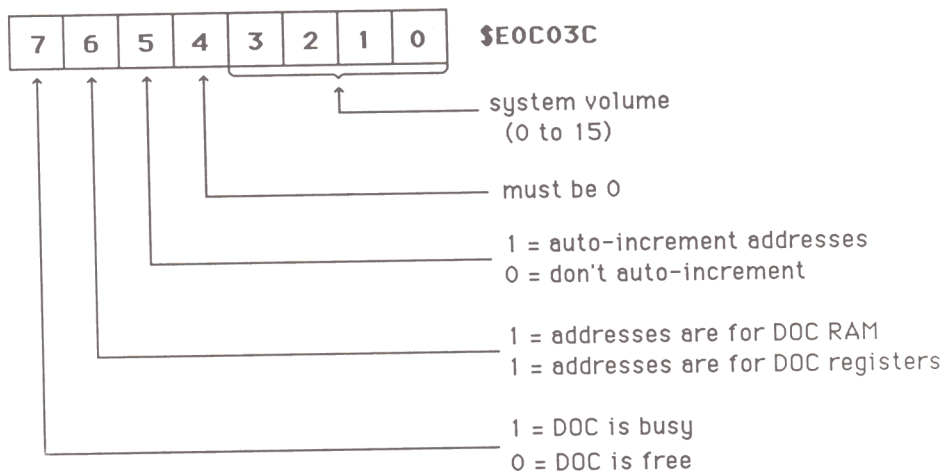 7 6 5 4 3 2 1 0 $E0C03C
system volume
(0 to 15)
must be 0
1 = auto-increment addresses
0 = don't auto-increment
1 = addresses are for DOC RAM
1 = addresses are for DOC registers
1 = DOC is busy
0 = DOC is free